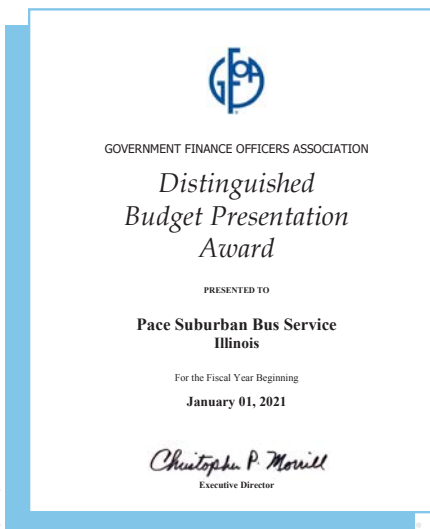 GFOA
GOVERNMENT FINANCE OFFICERS ASSOCIATION
Distinguished
Budget Presentation
Award
PRESENTED TO
Pace Suburban Bus Service
Illinois
For the Fiscal Year Beginning
January 01, 2021
Christopher P. Morrill
Executive Director